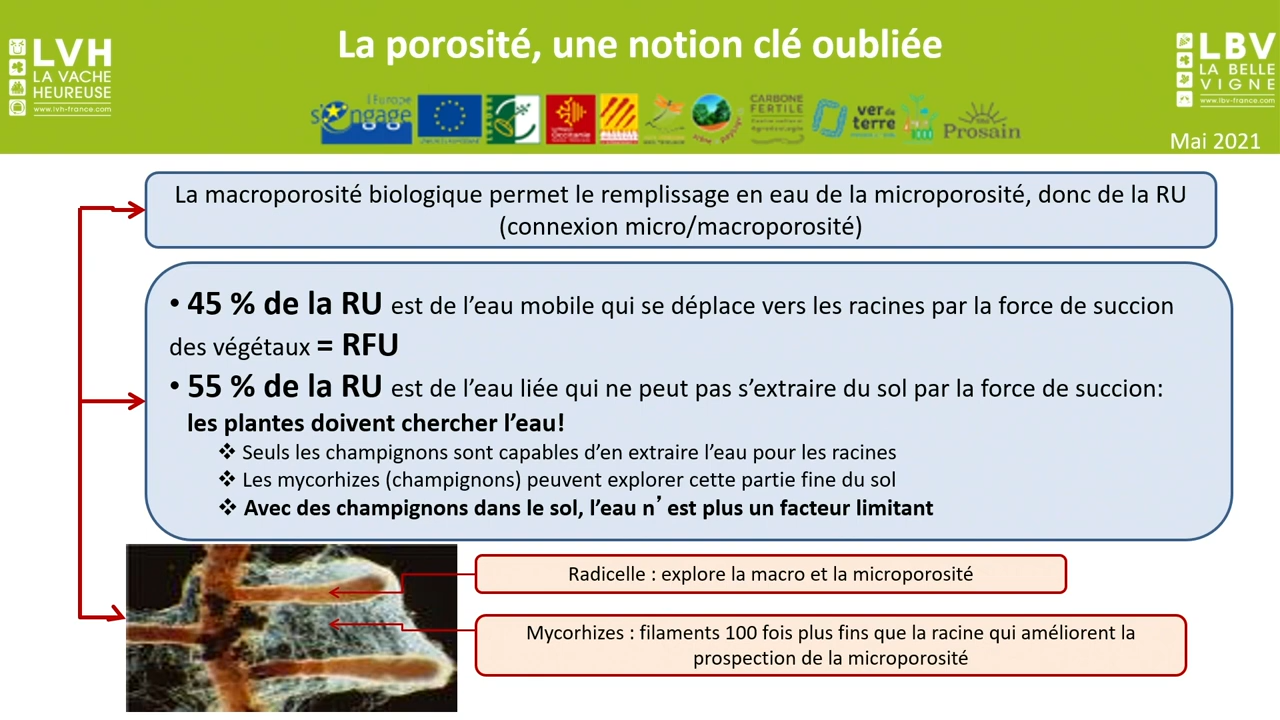 La porosité, une notion clé oubliée
LVH
LA VACHE
HEUREUSE
www.lvh-france.com
LBV
LA BELLE
VIGNE
www.lbv-france.com
l'Europe
s'engage
Occitanie
CARBONE
FERTILE
ver de
terre
Prosain
Mai 2021
La macroporosité biologique permet le remplissage en eau de la microporosité, donc de la RU
(connexion micro/macroporosité)
• 45 % de la RU est de l'eau mobile qui se déplace vers les racines par la force de succion
des végétaux = RFU
• 55 % de la RU est de l'eau liée qui ne peut pas s'extraire du sol par la force de succion:
les plantes doivent chercher l'eau!
❖ Seuls les champignons sont capables d'en extraire l'eau pour les racines
❖ Les mycorhizes (champignons) peuvent explorer cette partie fine du sol
❖ Avec des champignons dans le sol, l'eau n' est plus un facteur limitant
Radicelle : explore la macro et la microporosité
Mycorhizes : filaments 100 fois plus fins que la racine qui améliorent la
prospection de la microporosité